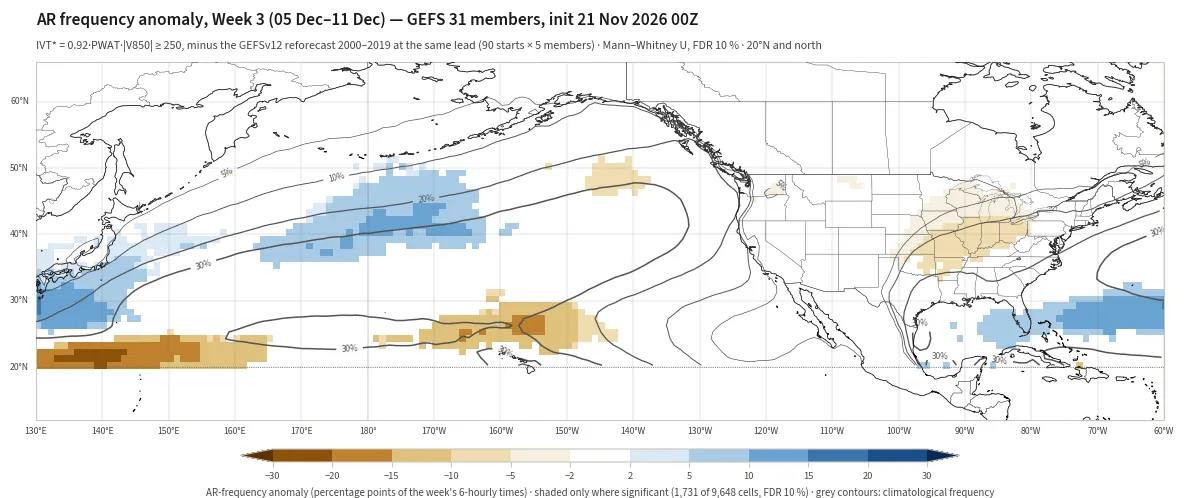 AR frequency anomaly, Week 3 (05 Dec–11 Dec) — GEFS 31 members, init 21 Nov 2026 00Z
IVT* = 0.92·PWAT·|V850| ≥ 250, minus the GEFSv12 reforecast 2000–2019 at the same lead (90 starts × 5 members) · Mann–Whitney U, FDR 10 % · 20°N and north
60°N
5%
5%
50°N
10%
5%
20%
40°N
30%
30%
30°N
30%
30%
30%
30%
30%
20°N
130°E 140°E 150°E 160°E 170°E 180° 170°W 160°W 150°W 140°W 130°W 120°W 110°W 100°W 90°W 80°W 70°W 60°W
−30 −20 −15 −10 −5 −2 2 5 10 15 20 30
AR-frequency anomaly (percentage points of the week's 6-hourly times) · shaded only where significant (1,731 of 9,648 cells, FDR 10 %) · grey contours: climatological frequency